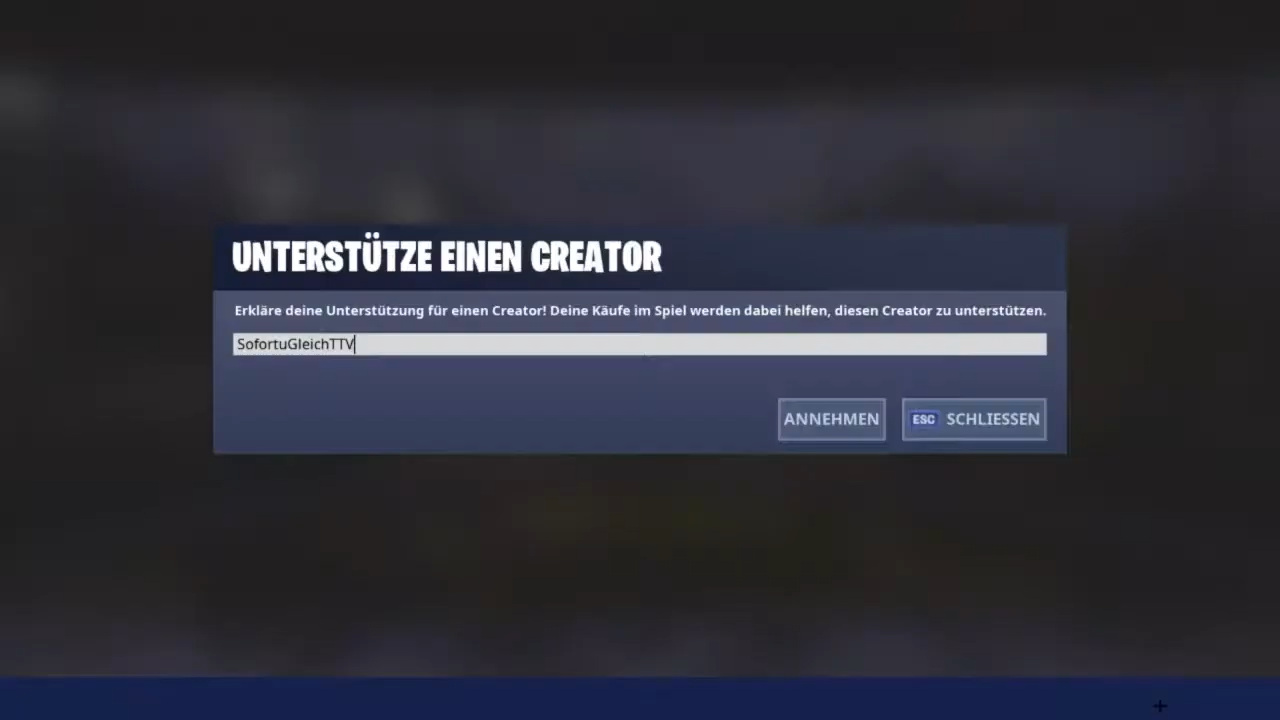 UNTERSTÜTZE EINEN CREATOR
Erkläre deine Unterstützung für einen Creator! Deine Käufe im Spiel werden dabei helfen, diesen Creator zu unterstützen.
SofortuGleichTTV
ANNEHMEN ESC SCHLIESSEN